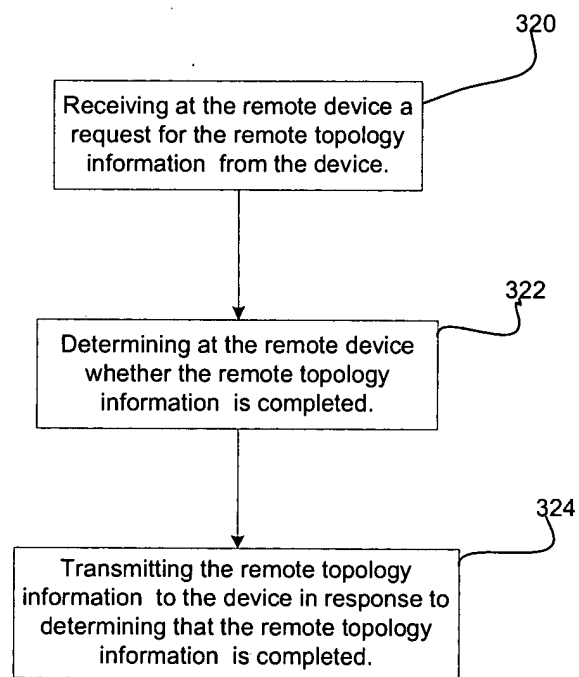 320
Receiving at the remote device a
request for the remote topology
information from the device.
322
Determining at the remote device
whether the remote topology
information is completed.
324
Transmitting the remote topology
information to the device in response to
determining that the remote topology
information is completed.